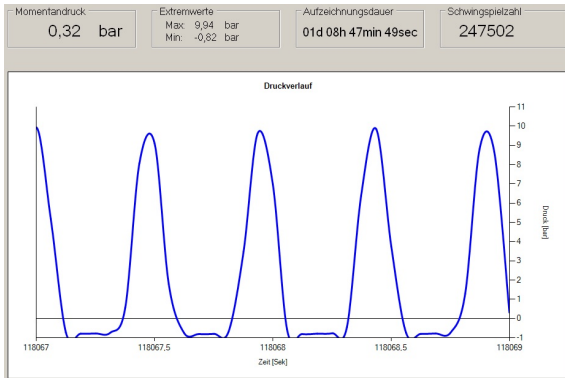 Momentandruck
0,32 bar
Extremwerte
Max: 9,94 bar
Min: -0,82 bar
Aufzeichnungsdauer
01d 08h 47min 49sec
Schwingspielzahl
247502
Druckverlauf
11
10
9
8
7
6
5
4
3
2
1
0
-1
Druck [bar]
118067
118067,5
118068
118068,5
118069
Zeit [Sek]